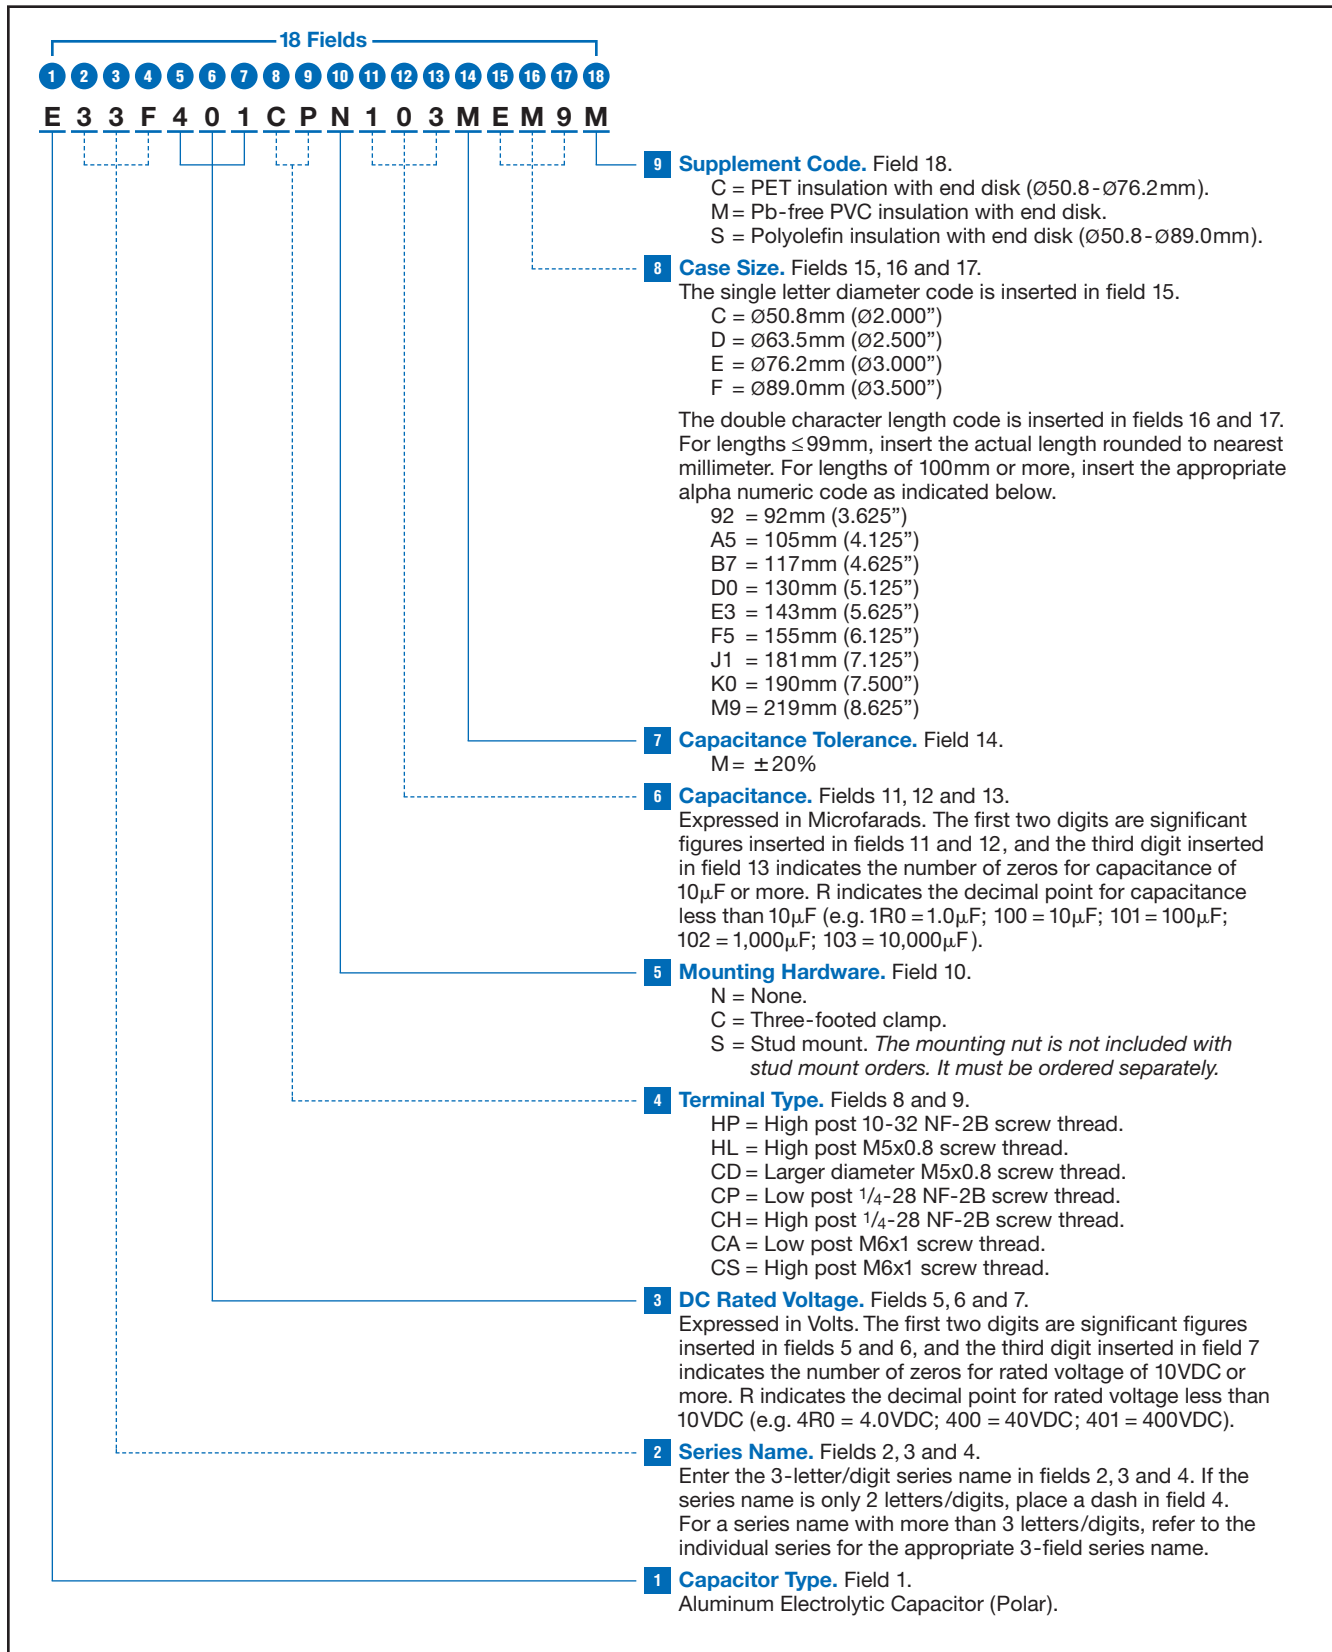 18 Fields
1 2 3 4 5 6 7 8 9 10 11 12 13 14 15 16 17 18
E 3 3 F 4 0 1 C P N 1 0 3 M E M 9 M
9 Supplement Code. Field 18.
C = PET insulation with end disk (Ø50.8-Ø76.2mm).
M = Pb-free PVC insulation with end disk.
S = Polyolefin insulation with end disk (Ø50.8-Ø89.0mm).
8 Case Size. Fields 15, 16 and 17.
The single letter diameter code is inserted in field 15.
C = Ø50.8mm (Ø2.000”)
D = Ø63.5mm (Ø2.500”)
E = Ø76.2mm (Ø3.000”)
F = Ø89.0mm (Ø3.500”)
The double character length code is inserted in fields 16 and 17.
For lengths ≤99mm, insert the actual length rounded to nearest
millimeter. For lengths of 100mm or more, insert the appropriate
alpha numeric code as indicated below.
92 = 92mm (3.625”)
A5 = 105mm (4.125”)
B7 = 117mm (4.625”)
D0 = 130mm (5.125”)
E3 = 143mm (5.625”)
F5 = 155mm (6.125”)
J1 = 181mm (7.125”)
K0 = 190mm (7.500”)
M9 = 219mm (8.625”)
7 Capacitance Tolerance. Field 14.
M = ±20%
6 Capacitance. Fields 11, 12 and 13.
Expressed in Microfarads. The first two digits are significant
figures inserted in fields 11 and 12, and the third digit inserted
in field 13 indicates the number of zeros for capacitance of
10µF or more. R indicates the decimal point for capacitance
less than 10µF (e.g. 1R0 = 1.0µF; 100 = 10µF; 101 = 100µF;
102 = 1,000µF; 103 = 10,000µF).
5 Mounting Hardware. Field 10.
N = None.
C = Three-footed clamp.
S = Stud mount. The mounting nut is not included with
stud mount orders. It must be ordered separately.
4 Terminal Type. Fields 8 and 9.
HP = High post 10-32 NF-2B screw thread.
HL = High post M5x0.8 screw thread.
CD = Larger diameter M5x0.8 screw thread.
CP = Low post 1/4-28 NF-2B screw thread.
CH = High post 1/4-28 NF-2B screw thread.
CA = Low post M6x1 screw thread.
CS = High post M6x1 screw thread.
3 DC Rated Voltage. Fields 5, 6 and 7.
Expressed in Volts. The first two digits are significant figures
inserted in fields 5 and 6, and the third digit inserted in field 7
indicates the number of zeros for rated voltage of 10VDC or
more. R indicates the decimal point for rated voltage less than
10VDC (e.g. 4R0 = 4.0VDC; 400 = 40VDC; 401 = 400VDC).
2 Series Name. Fields 2, 3 and 4.
Enter the 3-letter/digit series name in fields 2, 3 and 4. If the
series name is only 2 letters/digits, place a dash in field 4.
For a series name with more than 3 letters/digits, refer to the
individual series for the appropriate 3-field series name.
1 Capacitor Type. Field 1.
Aluminum Electrolytic Capacitor (Polar).